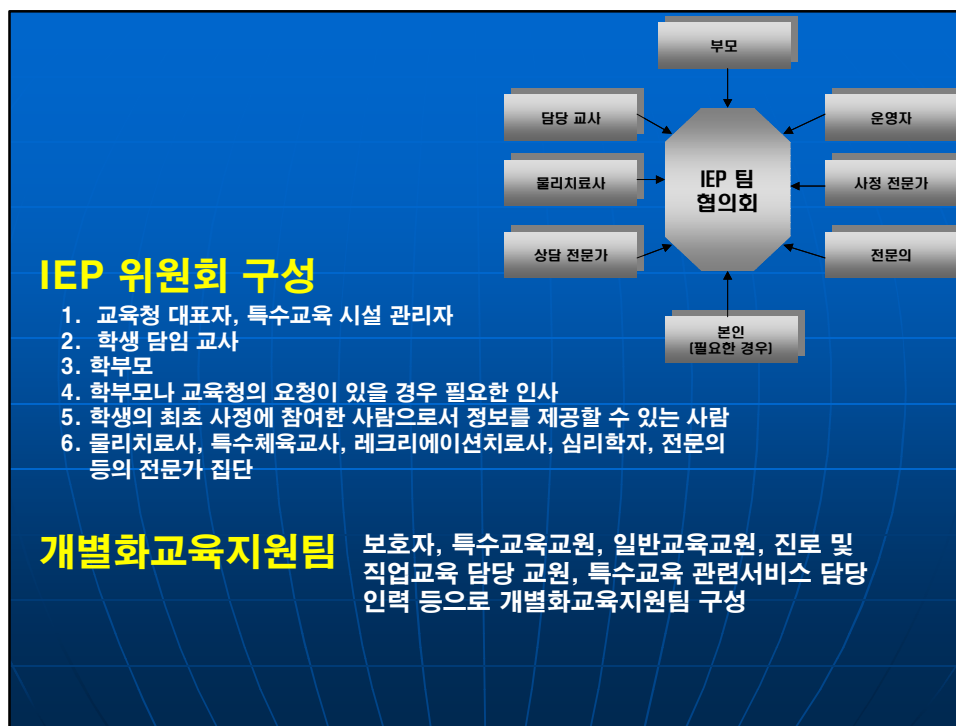 부모
담당 교사
운영자
물리치료사
IEP 팀
협의회
사정 전문가
상담 전문가
전문의
본인
(필요한 경우)
IEP 위원회 구성
1. 교육청 대표자, 특수교육 시설 관리자
2. 학생 담임 교사
3. 학부모
4. 학부모나 교육청의 요청이 있을 경우 필요한 인사
5. 학생의 최초 사정에 참여한 사람으로서 정보를 제공할 수 있는 사람
6. 물리치료사, 특수체육교사, 레크리에이션치료사, 심리학자, 전문의
등의 전문가 집단
개별화교육지원팀
보호자, 특수교육교원, 일반교육교원, 진로 및
직업교육 담당 교원, 특수교육 관련서비스 담당
인력 등으로 개별화교육지원팀 구성